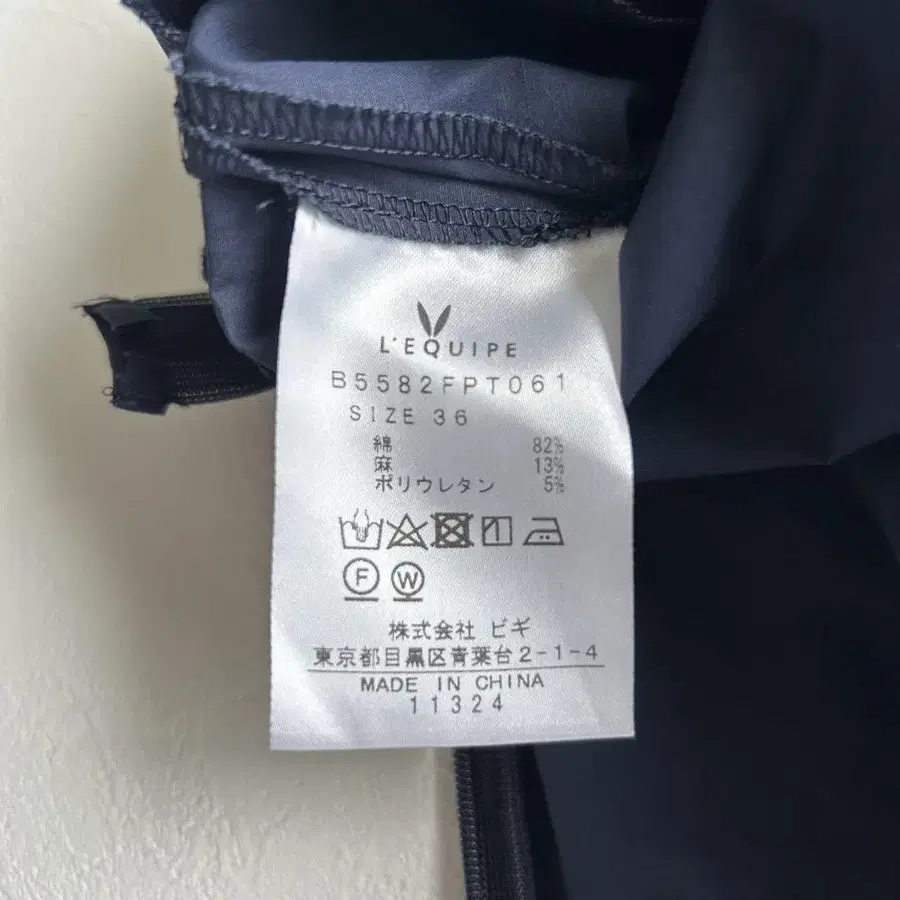 L'EQUIPE
B5582FPT061
SIZE 36
綿 82%
麻 13%
ポリウレタン 5%
F W
株式会社 ビギ
東京都目黒区青葉台2-1-4
MADE IN CHINA
11324